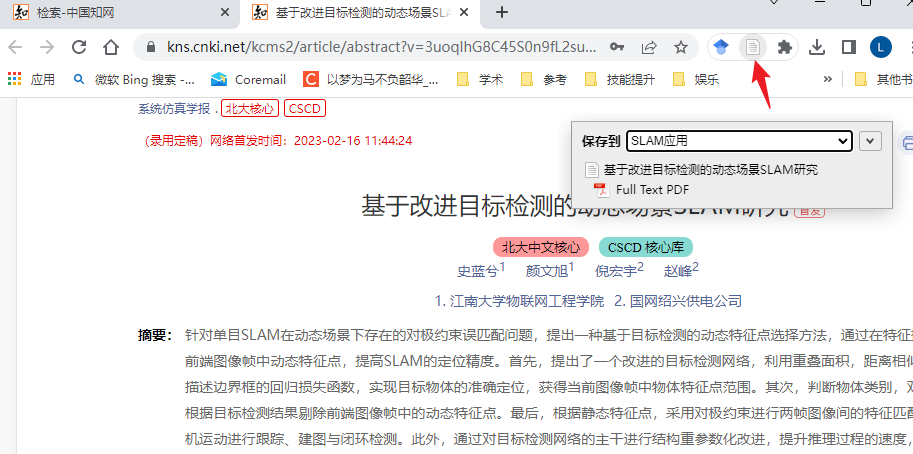 检索-中国知网
基于改进目标检测的动态场景SLA
kns.cnki.net/kcms2/article/abstract?v=3uoqIhG8C45S0n9fL2su...
L
应用
微软 Bing 搜索 -...
Coremail
C
以梦为马不负韶华_...
学术
参考
技能提升
娱乐
»
其他书
系统仿真学报 . 北大核心 CSCD
(录用定稿) 网络首发时间：2023-02-16 11:44:24
保存到 SLAM应用
基于改进目标检测的动态场景SLAM研究
PDF Full Text PDF
基于改进目标检测的动态场景SLAM研究 首发
北大中文核心 CSCD 核心库
史蓝兮1 颜文旭1 倪宏宇2 赵峰2
1. 江南大学物联网工程学院 2. 国网绍兴供电公司
摘要： 针对单目SLAM在动态场景下存在的对极约束误匹配问题，提出一种基于目标检测的动态特征点选择方法，通过在特征
前端图像帧中动态特征点，提高SLAM的定位精度。首先，提出了一个改进的目标检测网络，利用重叠面积，距离相似
描述边界框的回归损失函数，实现目标物体的准确定位，获得当前图像帧中物体特征点范围。其次，判断物体类别，
根据目标检测结果剔除前端图像帧中的动态特征点。最后，根据静态特征点，采用对极约束进行两帧图像间的特征匹
机运动进行跟踪、建图与闭环检测。此外，通过对目标检测网络的主干进行结构重参数化改进，提升推理过程的速度，